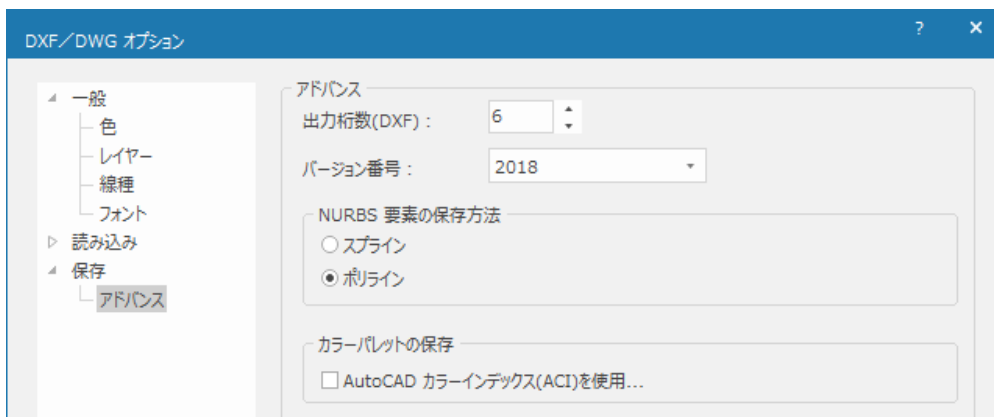 DXF／DWG オプション
?
×
一般
色
レイヤー
線種
フォント
読み込み
保存
アドバンス
アドバンス
出力桁数(DXF)：
6
バージョン番号：
2018
NURBS 要素の保存方法
スプライン
ポリライン
カラーパレットの保存
AutoCAD カラーインデックス(ACI)を使用...